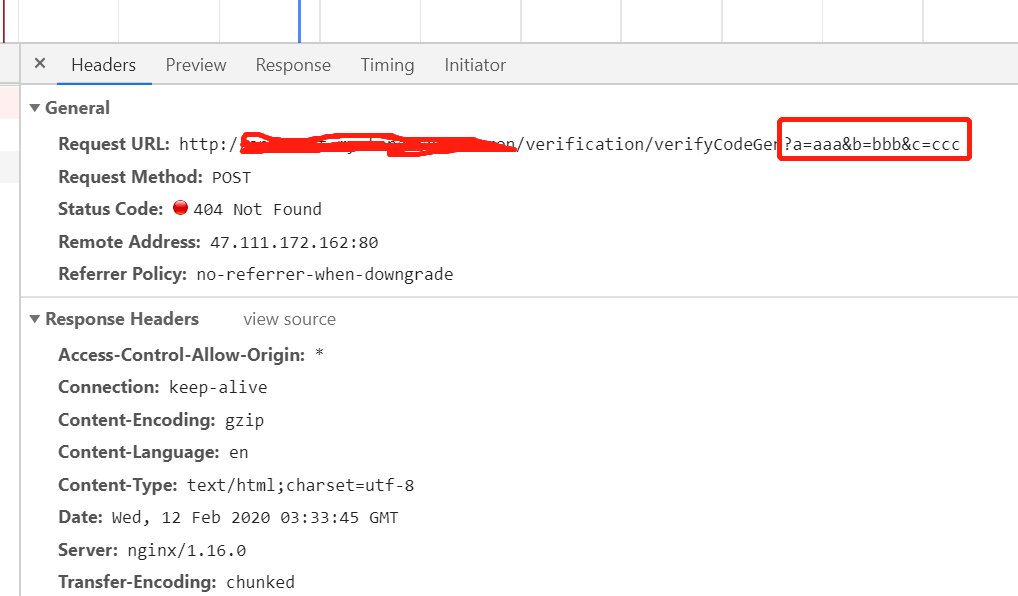 × Headers Preview Response Timing Initiator
General
Request URL: http:/ /verification/verifyCodeGen?a=aaa&b=bbb&c=ccc
Request Method: POST
Status Code: 404 Not Found
Remote Address: 47.111.172.162:80
Referrer Policy: no-referrer-when-downgrade
Response Headers view source
Access-Control-Allow-Origin: *
Connection: keep-alive
Content-Encoding: gzip
Content-Language: en
Content-Type: text/html;charset=utf-8
Date: Wed, 12 Feb 2020 03:33:45 GMT
Server: nginx/1.16.0
Transfer-Encoding: chunked